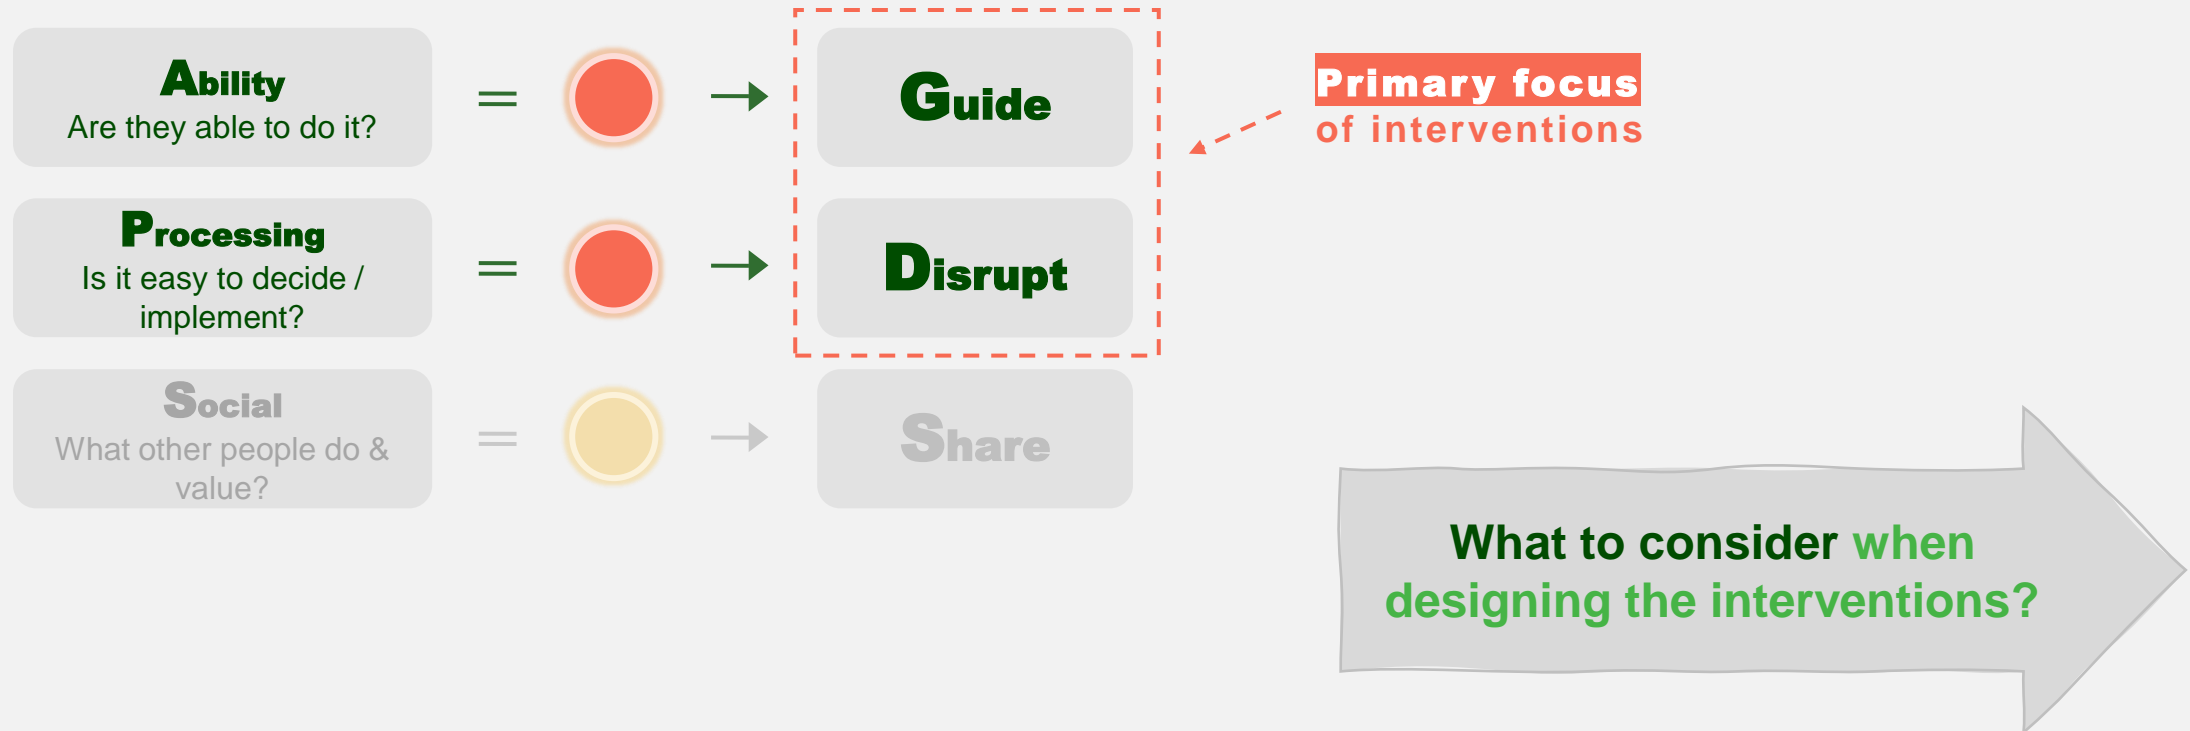 Ability
Are they able to do it?
=
Guide
Primary focus
of interventions
Processing
Is it easy to decide /
implement?
=
Disrupt
Social
What other people do &
value?
=
Share
What to consider when
designing the interventions?